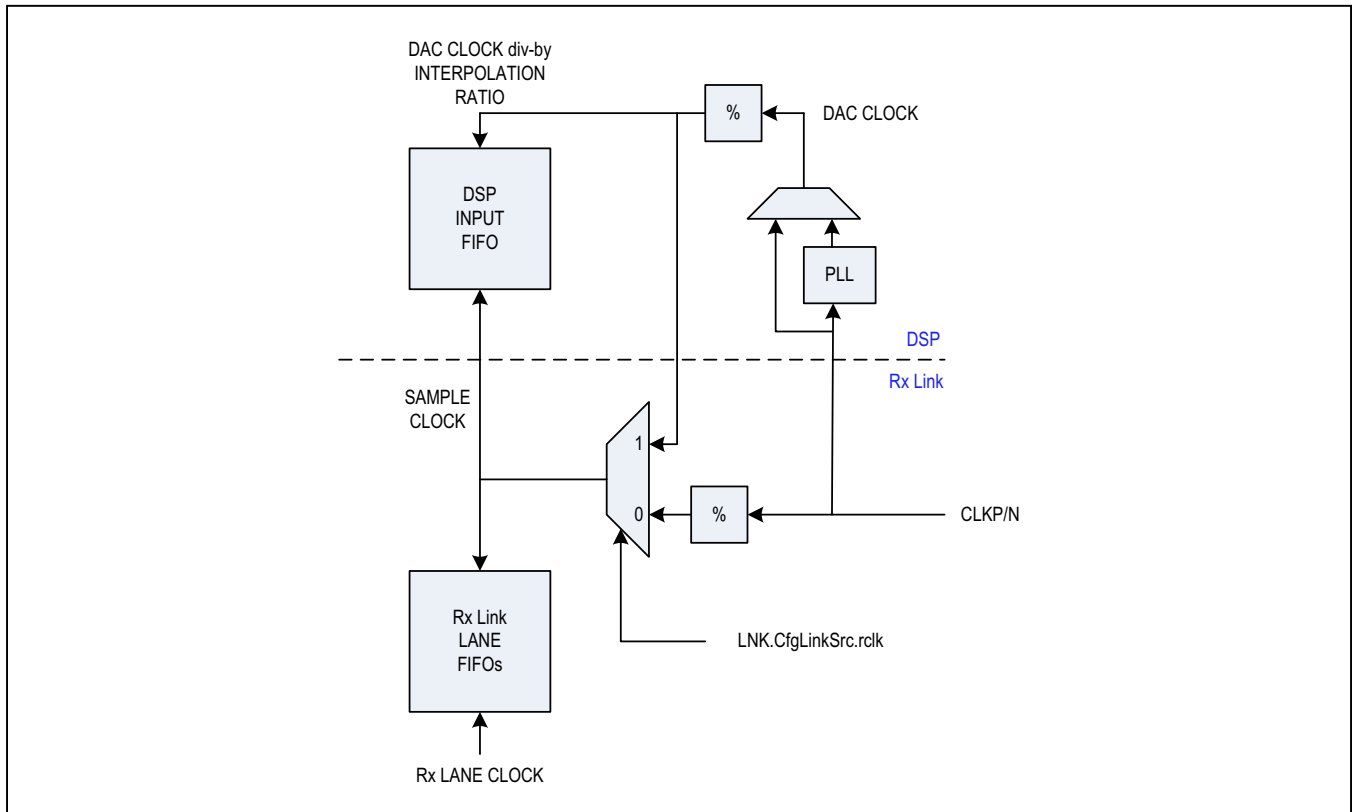 DAC CLOCK div-by
INTERPOLATION
RATIO
%
DAC CLOCK
DSP
INPUT
FIFO
PLL
DSP
Rx Link
SAMPLE
CLOCK
1
0
%
CLKP/N
Rx Link
LANE
FIFOs
LNK.CfgLinkSrc.rclk
Rx LANE CLOCK